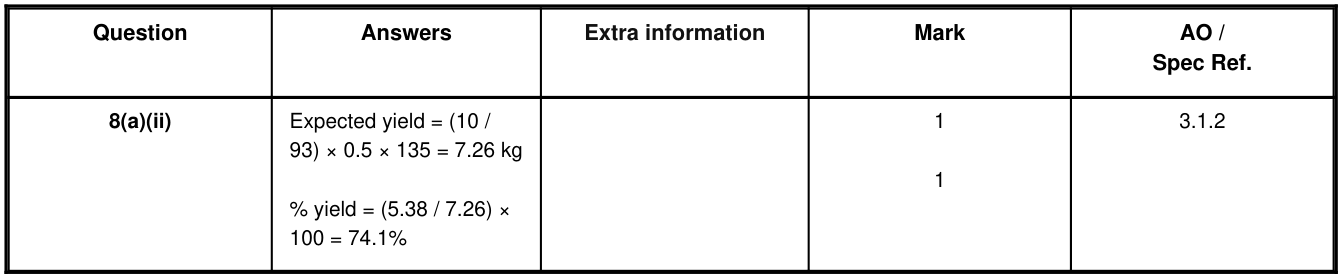 Question Answers Extra information Mark AO /
Spec Ref.
8(a)(ii) Expected yield = (10 / 1 3.1.2
93) × 0.5 × 135 = 7.26 kg
1
% yield = (5.38 / 7.26) ×
100 = 74.1%